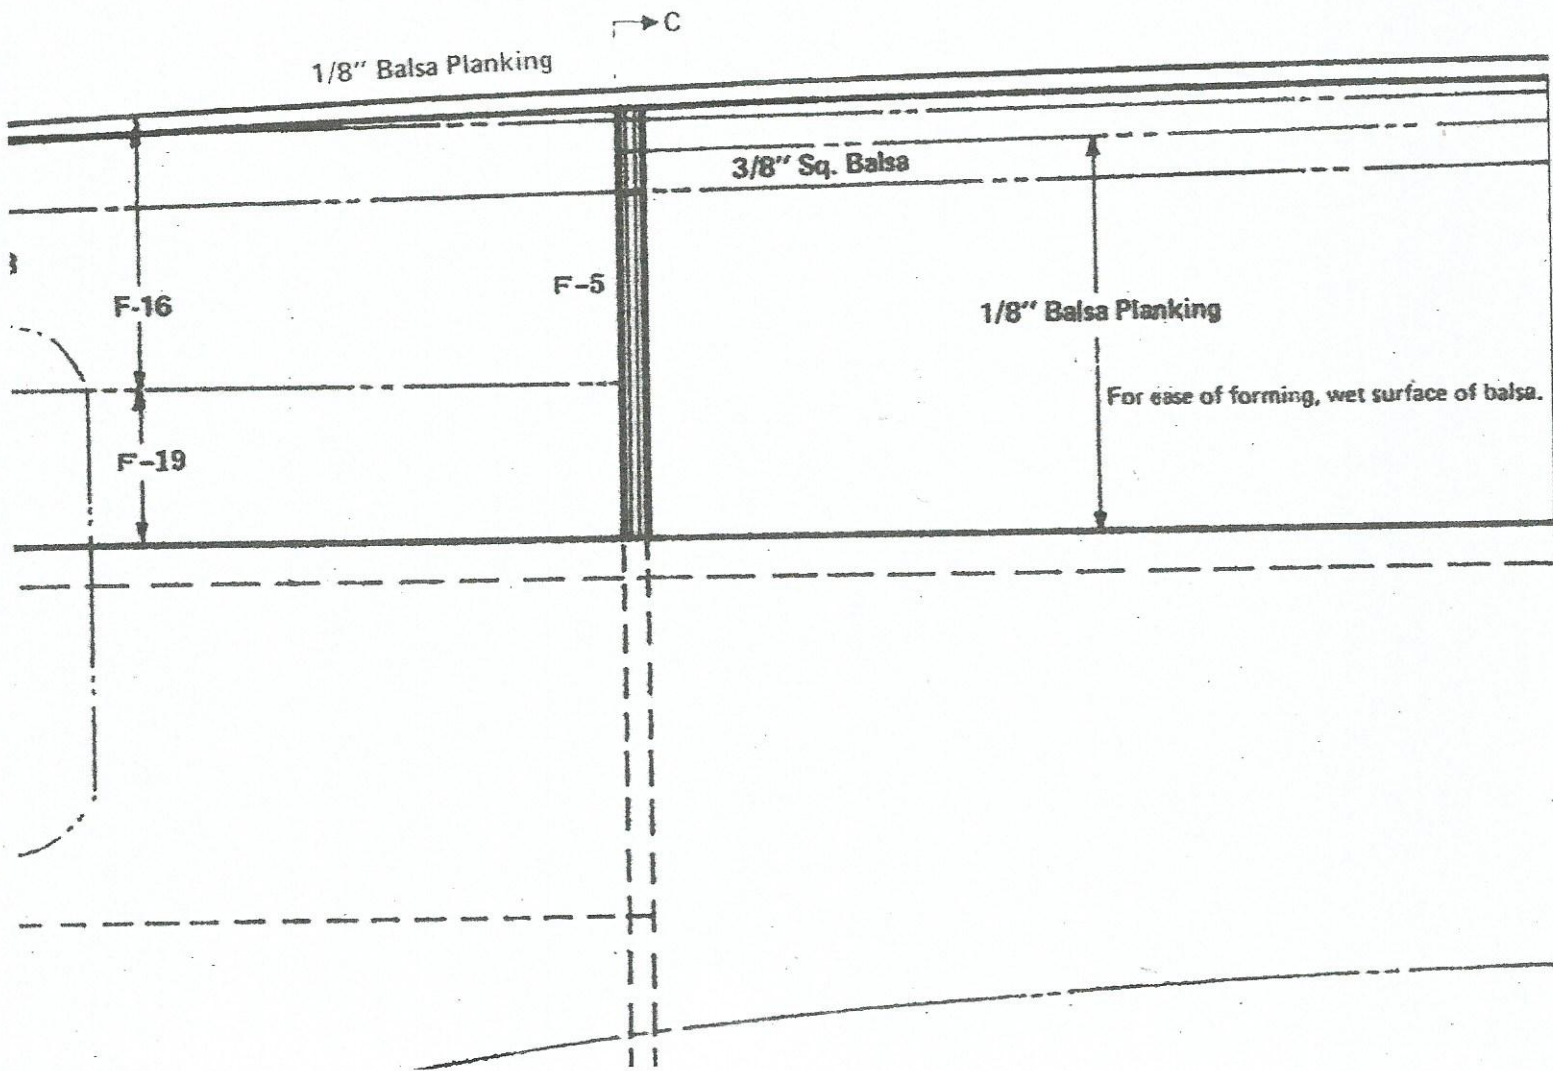 C
1/8" Balsa Planking
3/8" Sq. Balsa
F-5
F-16
1/8" Balsa Planking
For ease of forming, wet surface of balsa.
F-19